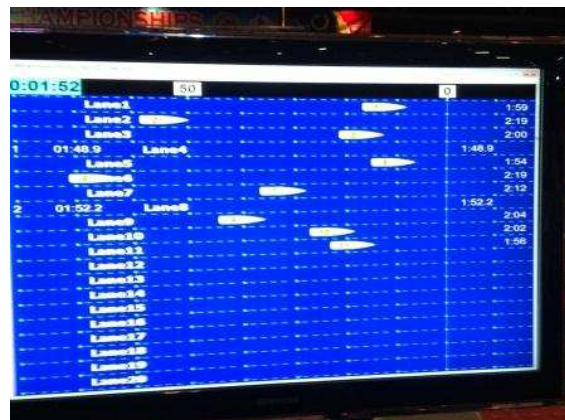 CHAMPIONSHIPS
0:01:52 50 0
Lane1 1:59
Lane2 2:19
Lane3 2:00
1 01:48.9 Lane4 1:48.9
Lane5 1:54
2:19
Lane7 2:12
2 01:52.2 Lane8 1:52.2
Lane9 2:04
Lane10 2:02
Lane11 1:56
Lane12
Lane13
Lane14
Lane15
Lane16
Lane17
Lane18
Lane19
Lane20